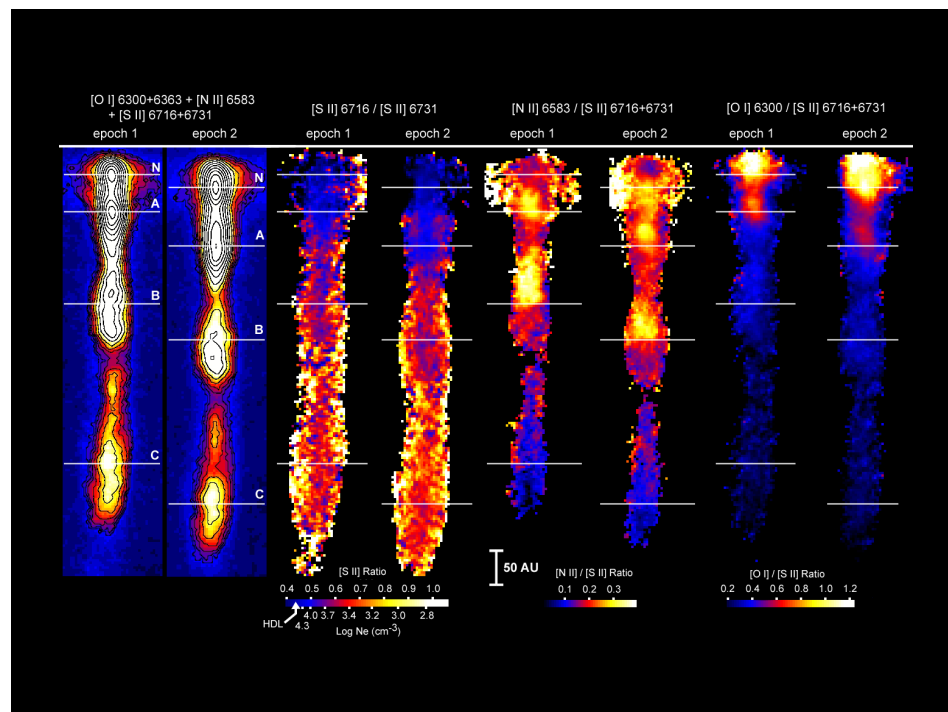 [O I] 6300+6363 + [N II] 6583
+ [S II] 6716+6731
[S II] 6716 / [S II] 6731
[N II] 6583 / [S II] 6716+6731
[O I] 6300 / [S II] 6716+6731
epoch 1
epoch 2
epoch 1
epoch 2
epoch 1
epoch 2
epoch 1
epoch 2
N
N
A
A
B
B
C
C
50 AU
[S II] Ratio
0.4 0.5 0.6 0.7 0.8 0.9 1.0
HDL
4.3
4.0 3.7 3.4 3.2 3.0 2.8
Log Ne (cm-3)
[N II] / [S II] Ratio
0.1 0.2 0.3
[O I] / [S II] Ratio
0.2 0.4 0.6 0.8 1.0 1.2